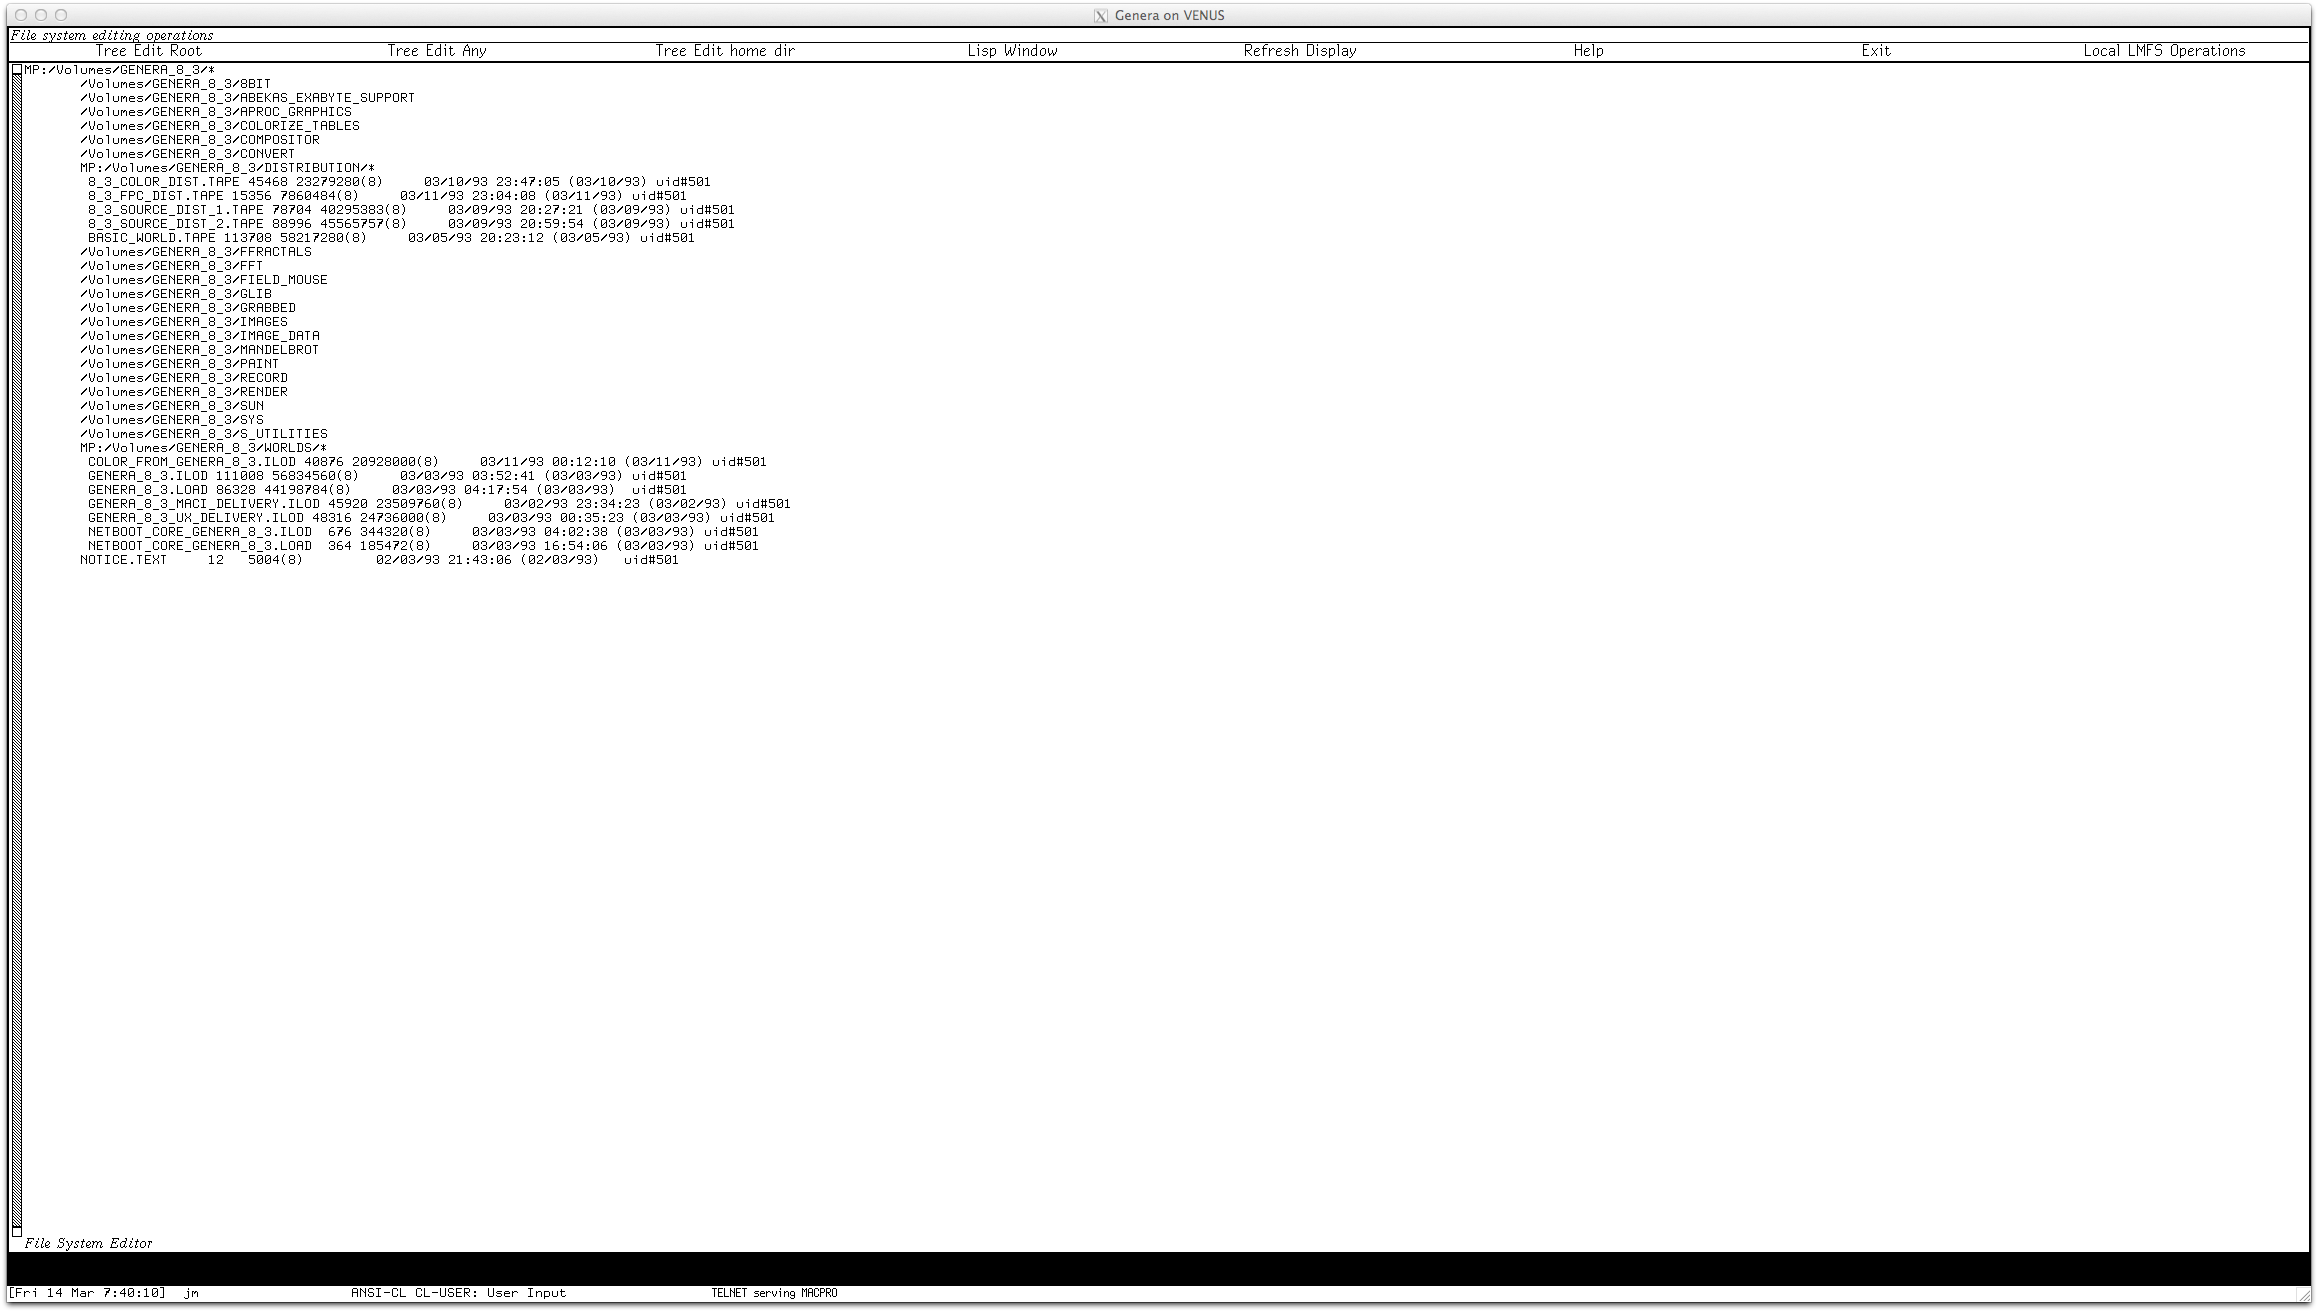 Genera on VENUS
File system editing operations
Tree Edit Root Tree Edit Any Tree Edit home dir Lisp Window Refresh Display Help Exit Local LMFS Operations
MP:/Volumes/GENERA_8_3/*
/Volumes/GENERA_8_3/8BIT
/Volumes/GENERA_8_3/ABEKAS_EXABYTE_SUPPORT
/Volumes/GENERA_8_3/APROC_GRAPHICS
/Volumes/GENERA_8_3/COLORIZE_TABLES
/Volumes/GENERA_8_3/COMPOSITOR
/Volumes/GENERA_8_3/CONVERT
MP:/Volumes/GENERA_8_3/DISTRIBUTION/*
8_3_COLOR_DIST.TAPE 45468 23279280(8) 03/10/93 23:47:05 (03/10/93) uid#501
8_3_FPC_DIST.TAPE 15356 7860484(8) 03/11/93 23:04:08 (03/11/93) uid#501
8_3_SOURCE_DIST_1.TAPE 78704 40295383(8) 03/09/93 20:27:21 (03/09/93) uid#501
8_3_SOURCE_DIST_2.TAPE 88996 45565757(8) 03/09/93 20:59:54 (03/09/93) uid#501
BASIC_WORLD.TAPE 113708 58217280(8) 03/05/93 20:23:12 (03/05/93) uid#501
/Volumes/GENERA_8_3/FFRACTALS
/Volumes/GENERA_8_3/FFT
/Volumes/GENERA_8_3/FIELD_MOUSE
/Volumes/GENERA_8_3/GLIB
/Volumes/GENERA_8_3/GRABBED
/Volumes/GENERA_8_3/IMAGES
/Volumes/GENERA_8_3/IMAGE_DATA
/Volumes/GENERA_8_3/MANDELBROT
/Volumes/GENERA_8_3/PAINT
/Volumes/GENERA_8_3/RECORD
/Volumes/GENERA_8_3/RENDER
/Volumes/GENERA_8_3/SUN
/Volumes/GENERA_8_3/SYS
/Volumes/GENERA_8_3/S_UTILITIES
MP:/Volumes/GENERA_8_3/WORLDS/*
COLOR_FROM_GENERA_8_3.ILOD 40876 20928000(8) 03/11/93 00:12:10 (03/11/93) uid#501
GENERA_8_3.ILOD 111008 56834560(8) 03/03/93 03:52:41 (03/03/93) uid#501
GENERA_8_3.LOAD 86328 44198784(8) 03/03/93 04:17:54 (03/03/93) uid#501
GENERA_8_3_MACI_DELIVERY.ILOD 45920 23509760(8) 03/02/93 23:34:23 (03/02/93) uid#501
GENERA_8_3_UX_DELIVERY.ILOD 48316 24736000(8) 03/03/93 00:35:23 (03/03/93) uid#501
NETBOOT_CORE_GENERA_8_3.ILOD 676 344320(8) 03/03/93 04:02:38 (03/03/93) uid#501
NETBOOT_CORE_GENERA_8_3.LOAD 364 185472(8) 03/03/93 16:54:06 (03/03/93) uid#501
NOTICE.TEXT 12 5004(8) 02/03/93 21:43:06 (02/03/93) uid#501
File System Editor
[Fri 14 Mar 7:40:10] jm ANSI-CL CL-USER: User Input TELNET serving MACPRO